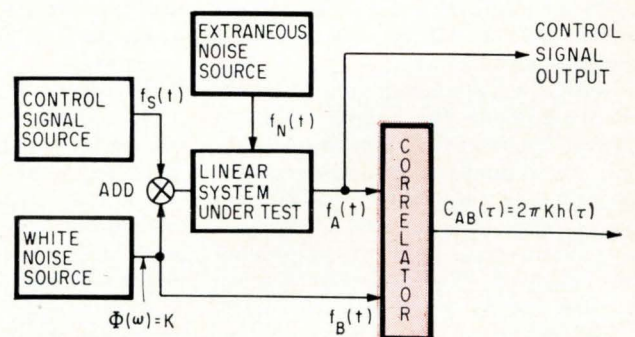 EXTRANEOUS
NOISE
SOURCE
CONTROL
SIGNAL
OUTPUT
CONTROL
SIGNAL
SOURCE
f_S(t)
f_N(t)
ADD
LINEAR
SYSTEM
UNDER TEST
f_A(t)
CORRELATOR
C_AB(τ)=2πKh(τ)
WHITE
NOISE
SOURCE
Φ(ω)=K
f_B(t)